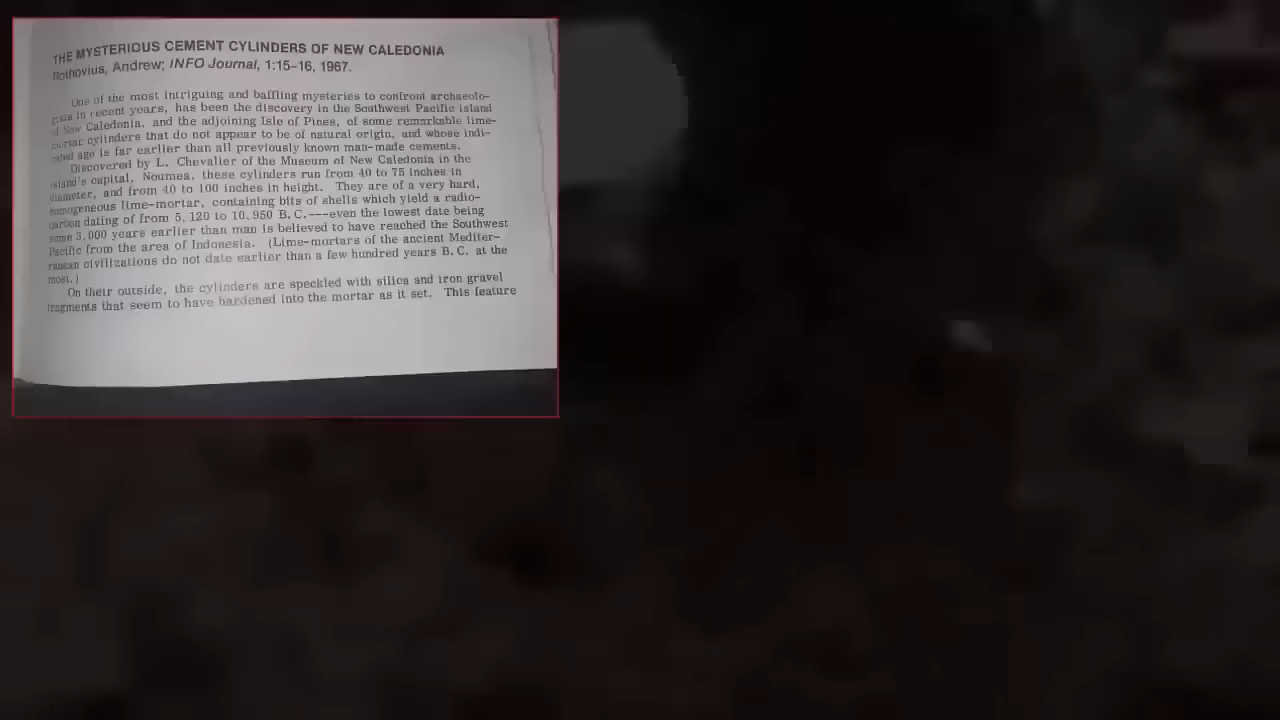 THE MYSTERIOUS CEMENT CYLINDERS OF NEW CALEDONIA
Rothovius, Andrew; INFO Journal, 1:15-16, 1967.
One of the most intriguing and baffling mysteries to confront archaeolo-
gists in recent years, has been the discovery in the Southwest Pacific island
of New Caledonia, and the adjoining Isle of Pines, of some remarkable lime-
mortar cylinders that do not appear to be of natural origin, and whose indi-
cated age is far earlier than all previously known man-made cements.
Discovered by L. Chevalier of the Museum of New Caledonia in the
island's capital, Noumea, these cylinders run from 40 to 75 inches in
diameter, and from 40 to 100 inches in height. They are of a very hard,
homogeneous lime-mortar, containing bits of shells which yield a radio-
carbon dating of from 5,120 to 10,950 B.C.---even the lowest date being
some 3,000 years earlier than man is believed to have reached the Southwest
Pacific from the area of Indonesia. (Lime-mortars of the ancient Mediter-
ranean civilizations do not date earlier than a few hundred years B.C. at the
most.)
On their outside, the cylinders are speckled with silica and iron gravel
fragments that seem to have hardened into the mortar as it set. This feature